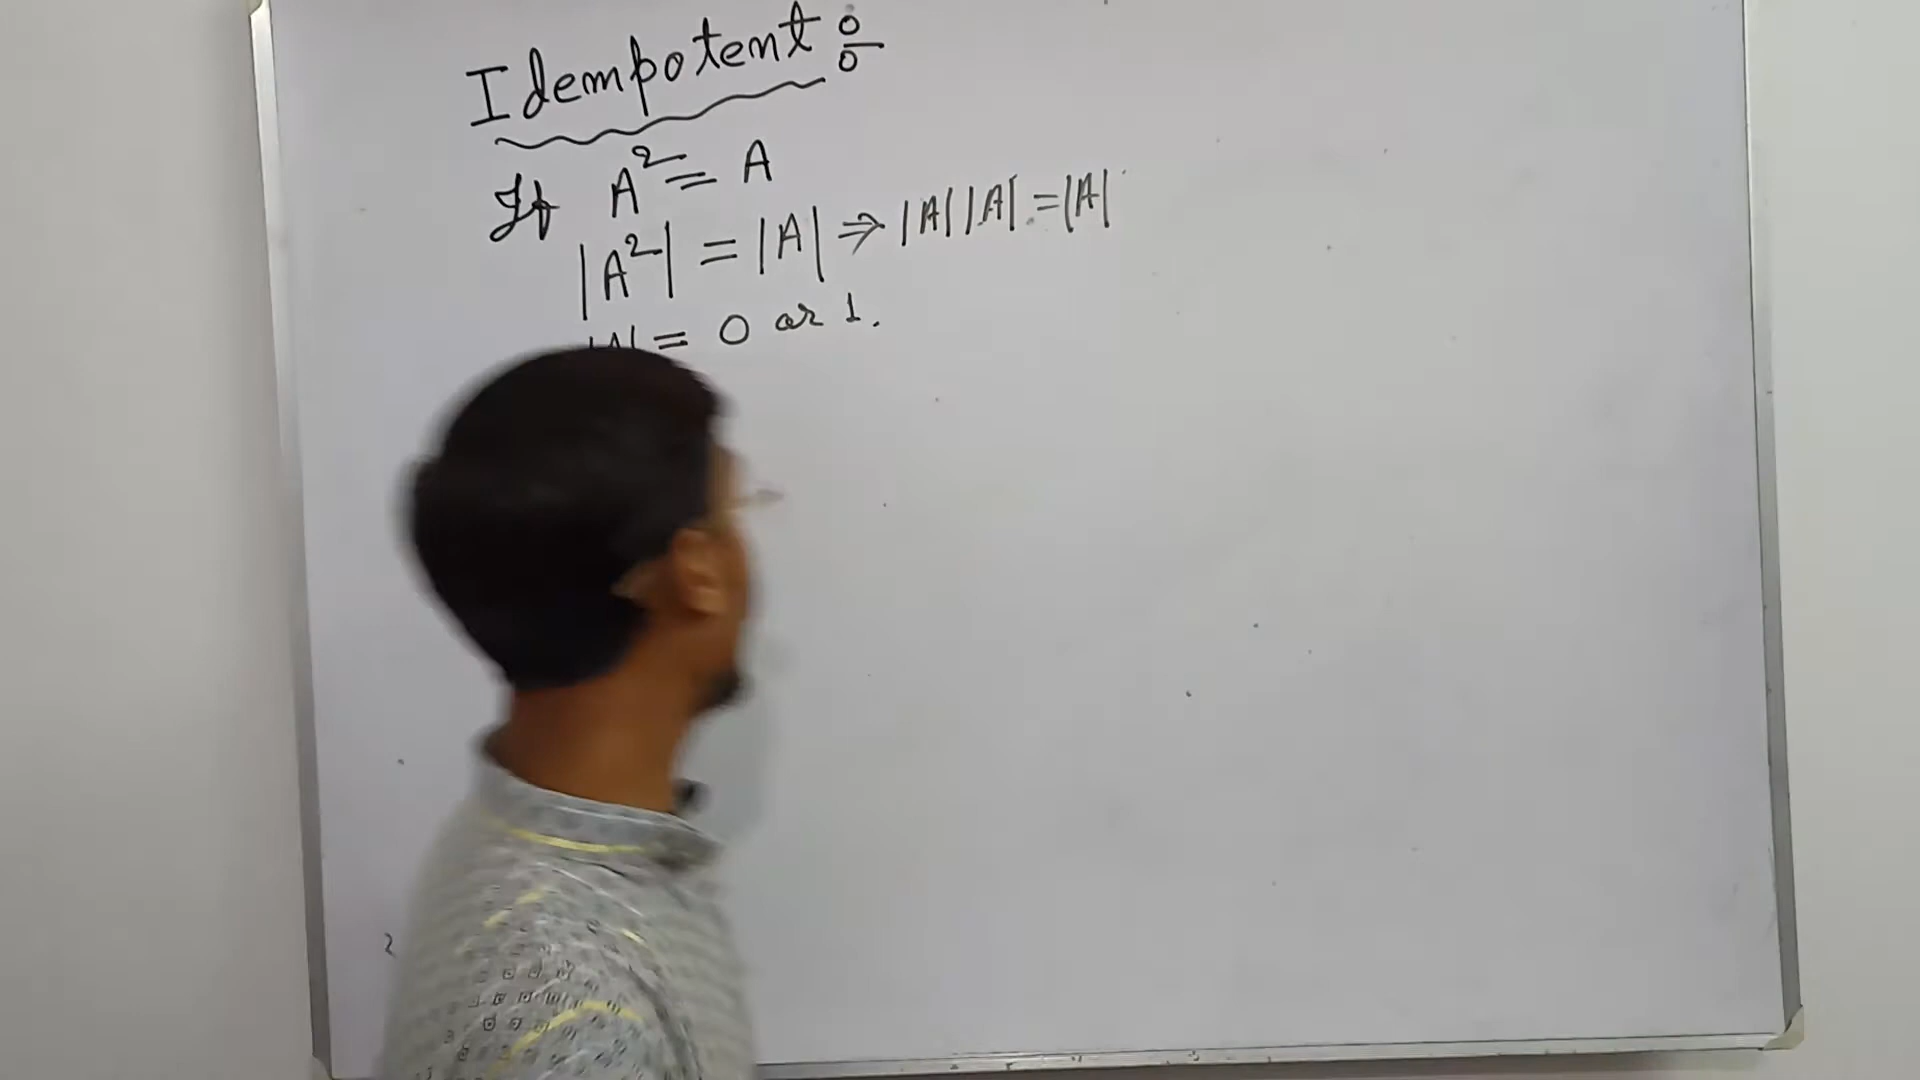 Idempotent :-
If A² = A
|A²| = |A| ⇒ |A||A| = |A|
|A| = 0 or 1.